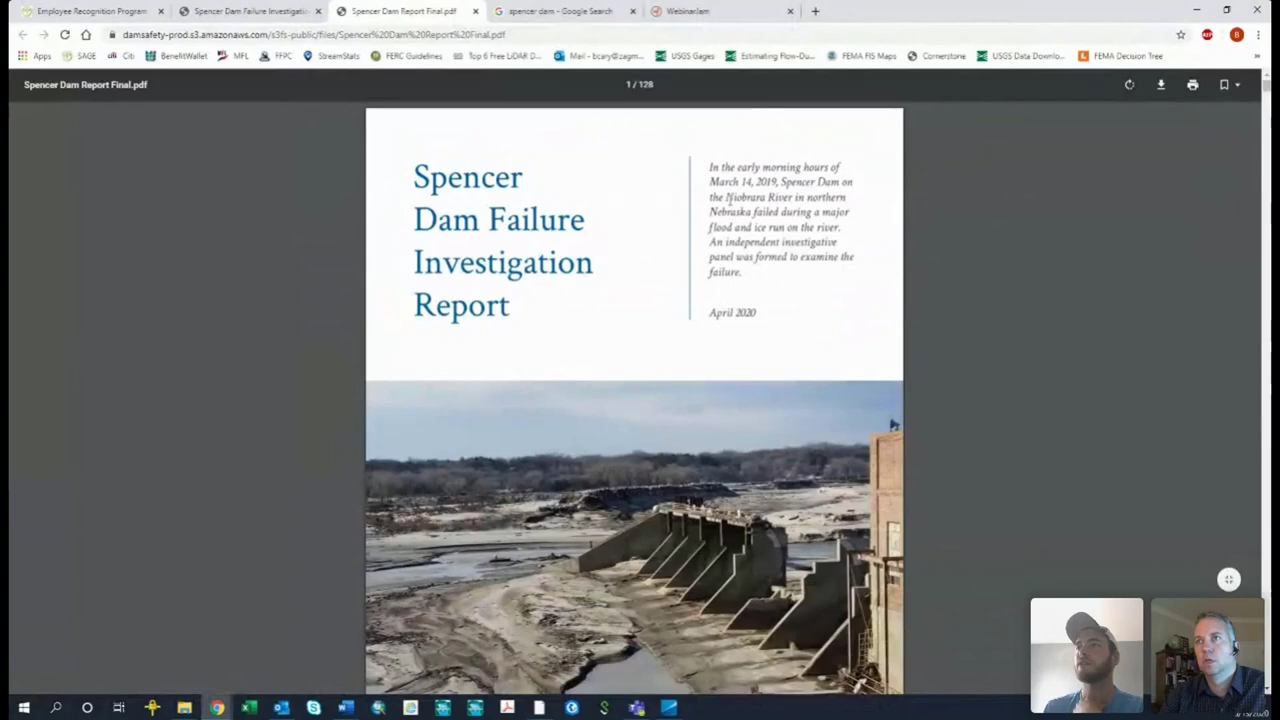 Employee Recognition Program
Spencer Dam Failure Investigatio
Spencer Dam Report Final.pdf
spencer dam - Google Search
WebinarJam
damsafety-prod.s3.amazonaws.com/s3fs-public/files/Spencer%20Dam%20Report%20Final.pdf
Apps
SAGE
BenefitWallet
Citi
MFL
FFPC
StreamStats
FERC Guidelines
Top 6 Free LiDAR D...
Mail - bcary@zagm...
USGS Gages
Estimating Flow-Du...
FEMA FIS Maps
Cornerstone
USGS Data Downlo...
FEMA Decision Tree
Spencer Dam Report Final.pdf
1 / 128
Spencer
Dam Failure
Investigation
Report
In the early morning hours of
March 14, 2019, Spencer Dam on
the Niobrara River in northern
Nebraska failed during a major
flood and ice run on the river.
An independent investigative
panel was formed to examine the
failure.
April 2020